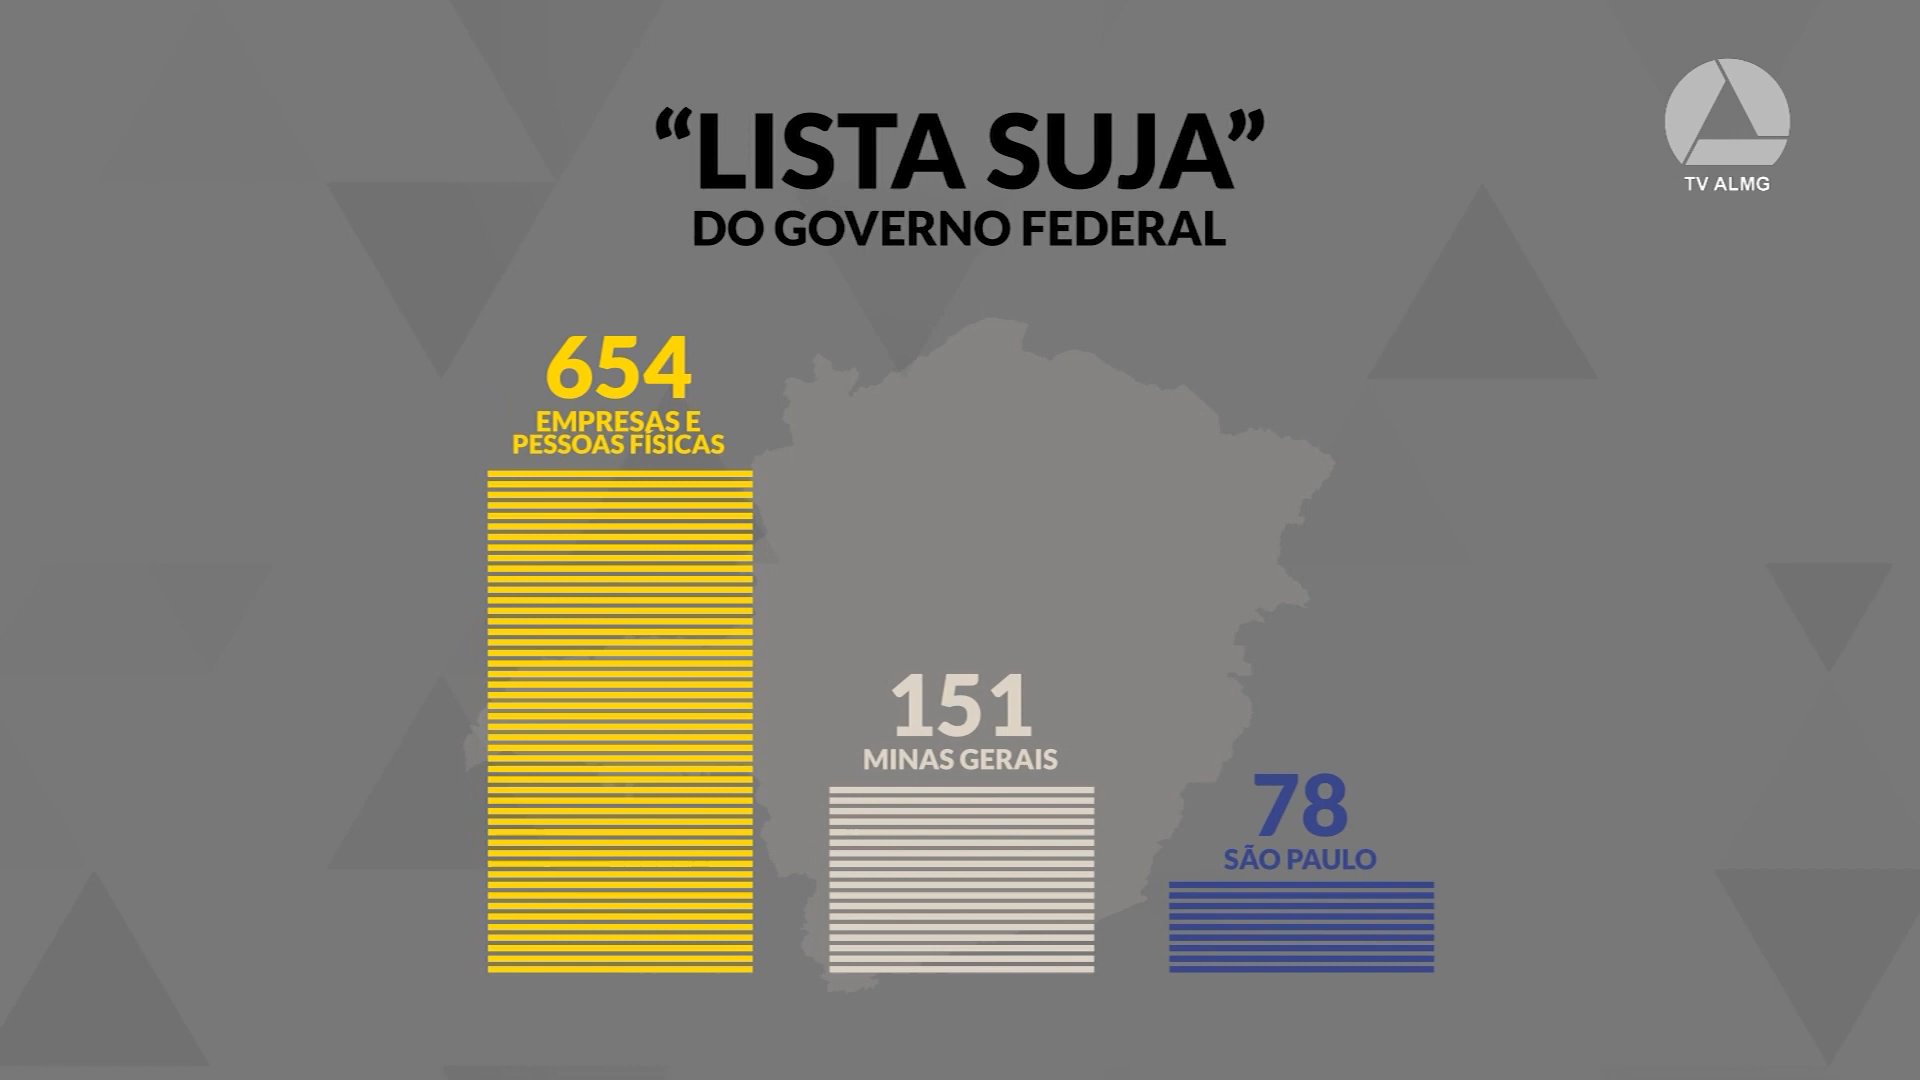 “LISTA SUJA”
DO GOVERNO FEDERAL
TV ALMG
654
EMPRESAS E
PESSOAS FÍSICAS
151
MINAS GERAIS
78
SÃO PAULO